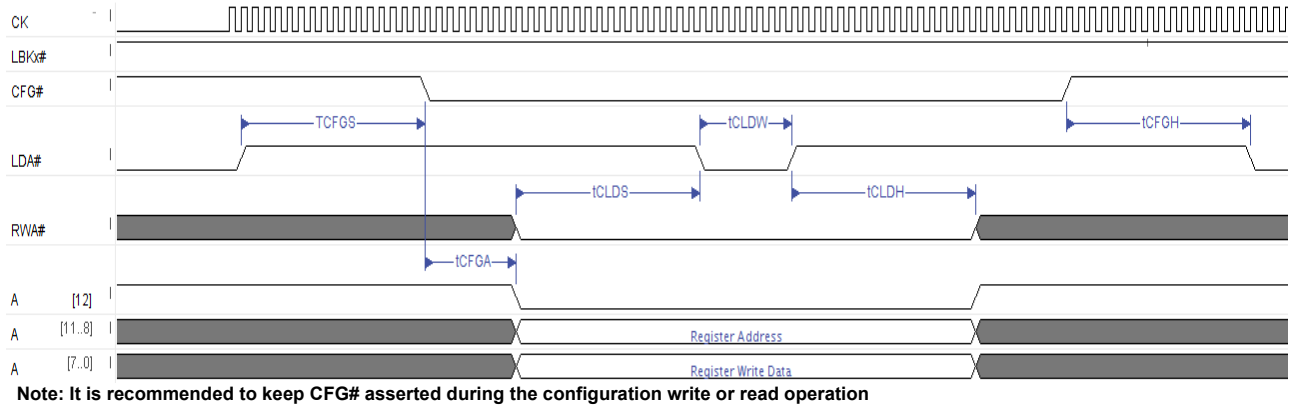 CK
LBKx#
CFG#
TCFGS
tCLDW
tCFGH
LDA#
tCLDS
tCLDH
RWA#
tCFGA
A [12]
A [11..8] Register Address
A [7..0] Register Write Data
Note: It is recommended to keep CFG# asserted during the configuration write or read operation